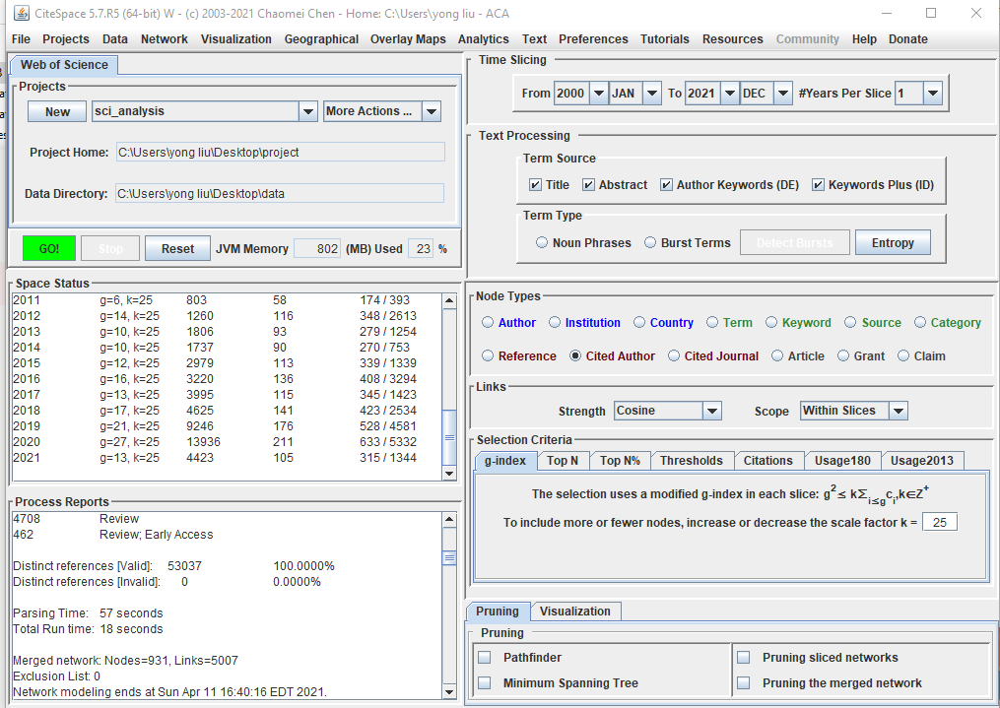 CiteSpace 5.7.R5 (64-bit) W - (c) 2003-2021 Chaomei Chen - Home: C:\Users\yong liu - ACA
File Projects Data Network Visualization Geographical Overlay Maps Analytics Text Preferences Tutorials Resources Community Help Donate
Web of Science
Projects
New sci_analysis More Actions ...
Project Home: C:\Users\yong liu\Desktop\project
Data Directory: C:\Users\yong liu\Desktop\data
GO! Stop Reset JVM Memory 802 (MB) Used 23 %
Space Status
2011 g=6, k=25 803 58 174 / 393
2012 g=14, k=25 1260 116 348 / 2613
2013 g=10, k=25 1806 93 279 / 1254
2014 g=10, k=25 1737 90 270 / 753
2015 g=12, k=25 2979 113 339 / 1339
2016 g=16, k=25 3220 136 408 / 3294
2017 g=13, k=25 3995 115 345 / 1423
2018 g=17, k=25 4625 141 423 / 2534
2019 g=21, k=25 9246 176 528 / 4581
2020 g=27, k=25 13936 211 633 / 5332
2021 g=13, k=25 4423 105 315 / 1344
Process Reports
4708 Review
462 Review; Early Access
Distinct references [Valid]: 53037 100.0000%
Distinct references [Invalid]: 0 0.0000%
Parsing Time: 57 seconds
Total Run time: 18 seconds
Merged network: Nodes=931, Links=5007
Exclusion List: 0
Network modeling ends at Sun Apr 11 16:40:16 EDT 2021.
Time Slicing
From 2000 JAN To 2021 DEC #Years Per Slice 1
Text Processing
Term Source
Title Abstract Author Keywords (DE) Keywords Plus (ID)
Term Type
Noun Phrases Burst Terms Detect Bursts Entropy
Node Types
Author Institution Country Term Keyword Source Category
Reference Cited Author Cited Journal Article Grant Claim
Links
Strength Cosine Scope Within Slices
Selection Criteria
g-index Top N Top N% Thresholds Citations Usage180 Usage2013
The selection uses a modified g-index in each slice: g² ≤ kΣᵢ≤g cᵢ,k∈Z⁺
To include more or fewer nodes, increase or decrease the scale factor k = 25
Pruning Visualization
Pruning
Pathfinder Pruning sliced networks
Minimum Spanning Tree Pruning the merged network